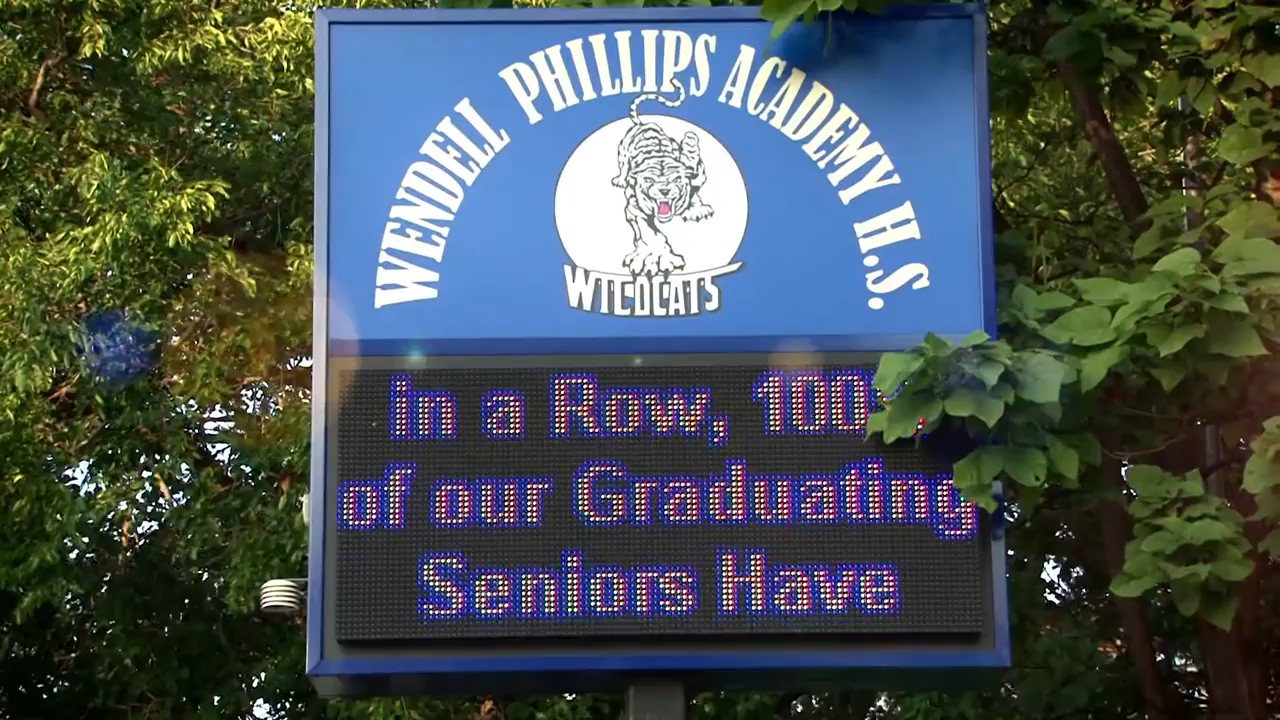 WENDELL PHILLIPS ACADEMY H.S.
WILDCATS
In a Row, 100%
of our Graduating
Seniors Have